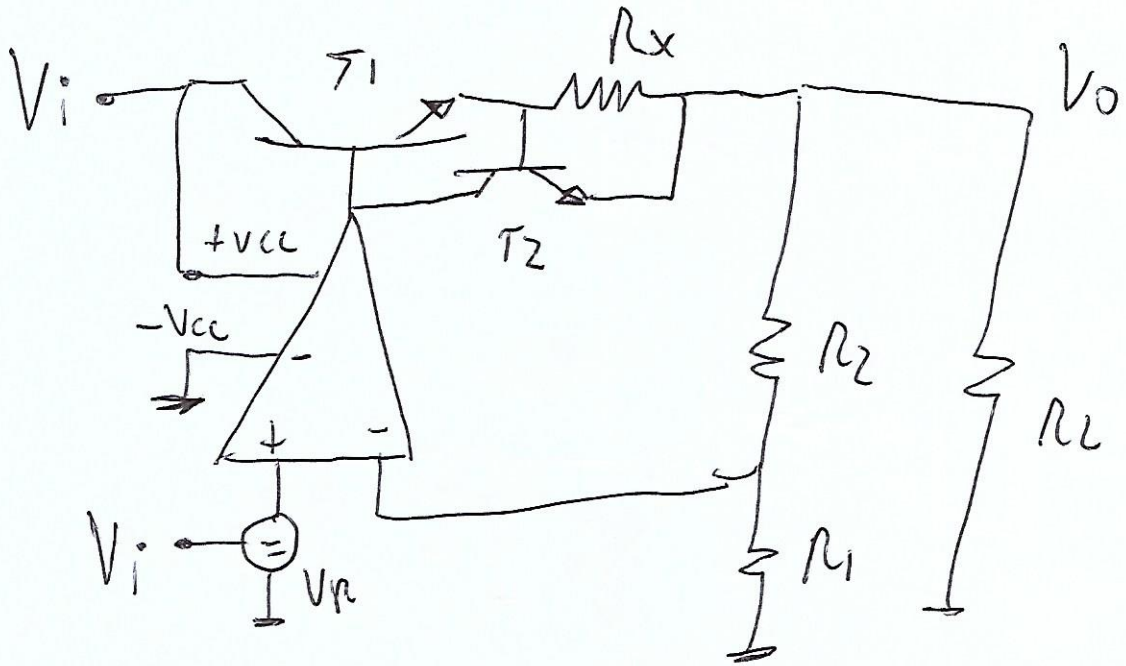 Vi T1 Rx Vo
+Vcc T2
-Vcc
-
R2
RL
+ -
Vi = VR R1